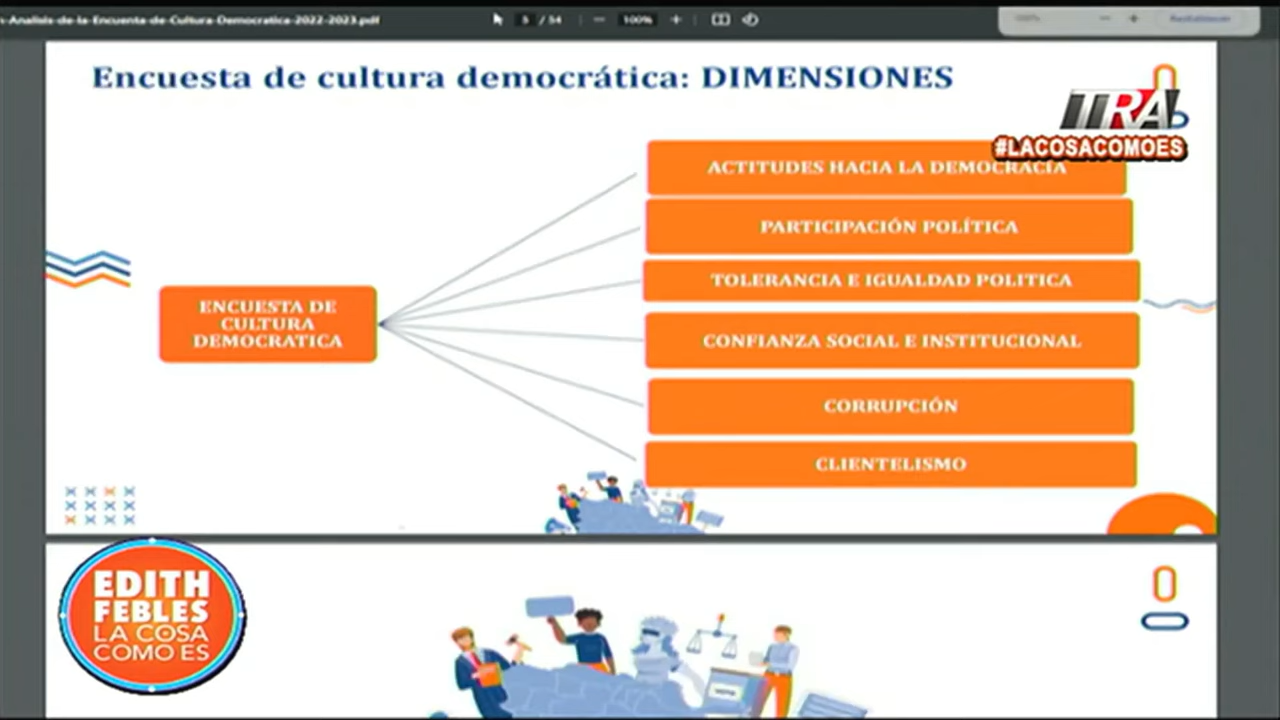 n-Analisis-de-la-Encuenta-de-Cultura-Democratica-2022-2023.pdf
5 / 54
100%
Encuesta de cultura democrática: DIMENSIONES
TRA!
#LACOSACOMOES
ACTITUDES HACIA LA DEMOCRACIA
PARTICIPACIÓN POLÍTICA
TOLERANCIA E IGUALDAD POLITICA
ENCUESTA DE
CULTURA
DEMOCRATICA
CONFIANZA SOCIAL E INSTITUCIONAL
CORRUPCIÓN
CLIENTELISMO
EDITH
FEBLES
LA COSA
COMO ES